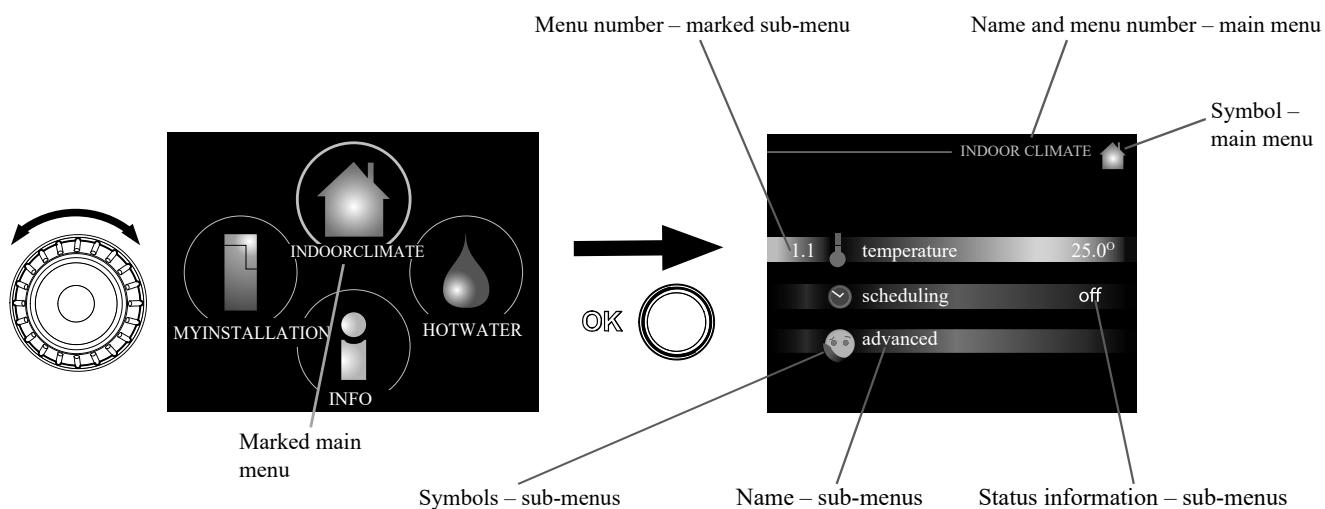 Menu number – marked sub-menu
Name and menu number – main menu
Symbol –
main menu
INDOORCLIMATE
MYINSTALLATION
HOTWATER
INFO
OK
INDOOR CLIMATE
1.1 temperature 25.0°
scheduling off
advanced
Marked main
menu
Symbols – sub-menus
Name – sub-menus
Status information – sub-menus